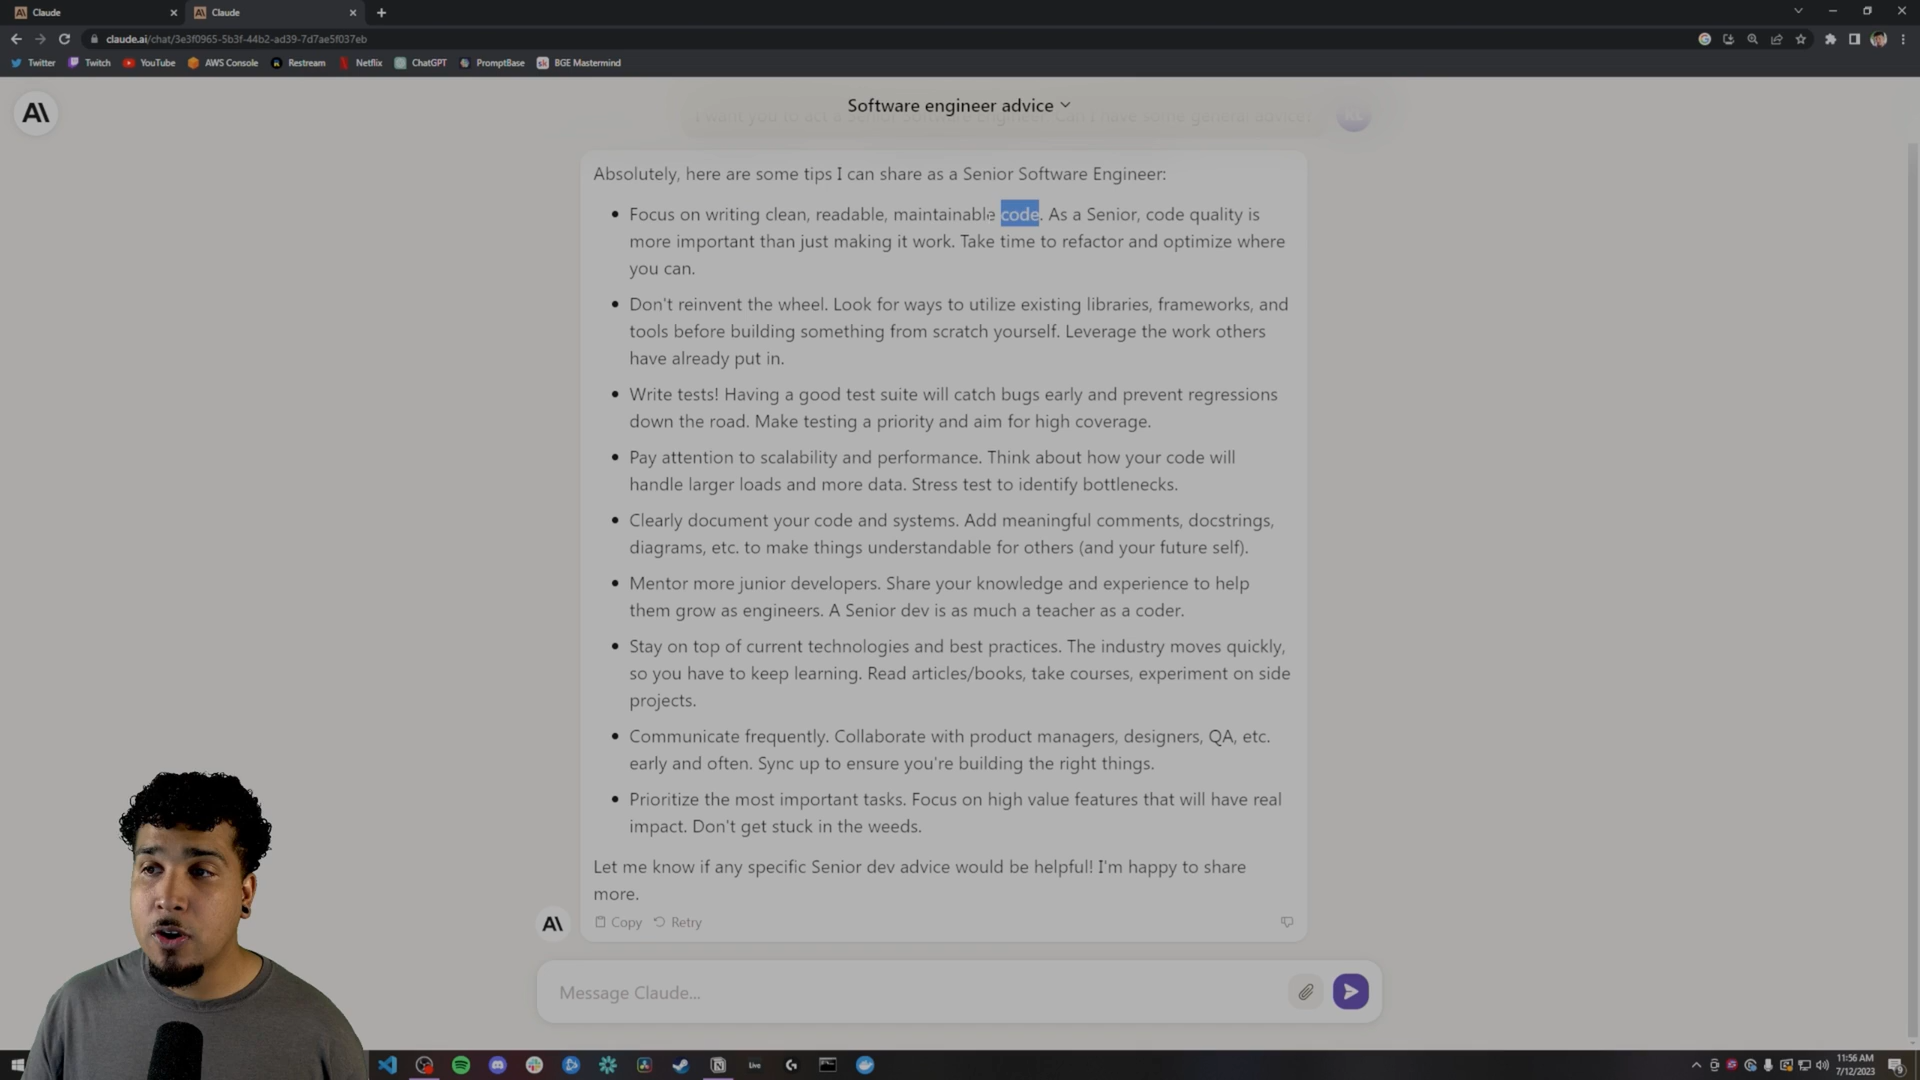 Claude
Claude
claude.ai/chat/3e3f0965-5b3f-44b2-ad39-7d7ae5f037eb
Twitter
Twitch
YouTube
AWS Console
Restream
Netflix
ChatGPT
PromptBase
BGE Mastermind
Software engineer advice
I want you to act a Senior Software Engineer. Can I have some general advice?
Absolutely, here are some tips I can share as a Senior Software Engineer:
• Focus on writing clean, readable, maintainable code. As a Senior, code quality is
more important than just making it work. Take time to refactor and optimize where
you can.
• Don't reinvent the wheel. Look for ways to utilize existing libraries, frameworks, and
tools before building something from scratch yourself. Leverage the work others
have already put in.
• Write tests! Having a good test suite will catch bugs early and prevent regressions
down the road. Make testing a priority and aim for high coverage.
• Pay attention to scalability and performance. Think about how your code will
handle larger loads and more data. Stress test to identify bottlenecks.
• Clearly document your code and systems. Add meaningful comments, docstrings,
diagrams, etc. to make things understandable for others (and your future self).
• Mentor more junior developers. Share your knowledge and experience to help
them grow as engineers. A Senior dev is as much a teacher as a coder.
• Stay on top of current technologies and best practices. The industry moves quickly,
so you have to keep learning. Read articles/books, take courses, experiment on side
projects.
• Communicate frequently. Collaborate with product managers, designers, QA, etc.
early and often. Sync up to ensure you're building the right things.
• Prioritize the most important tasks. Focus on high value features that will have real
impact. Don't get stuck in the weeds.
Let me know if any specific Senior dev advice would be helpful! I'm happy to share
more.
Copy
Retry
Message Claude...
Live
11:56 AM
7/12/2023